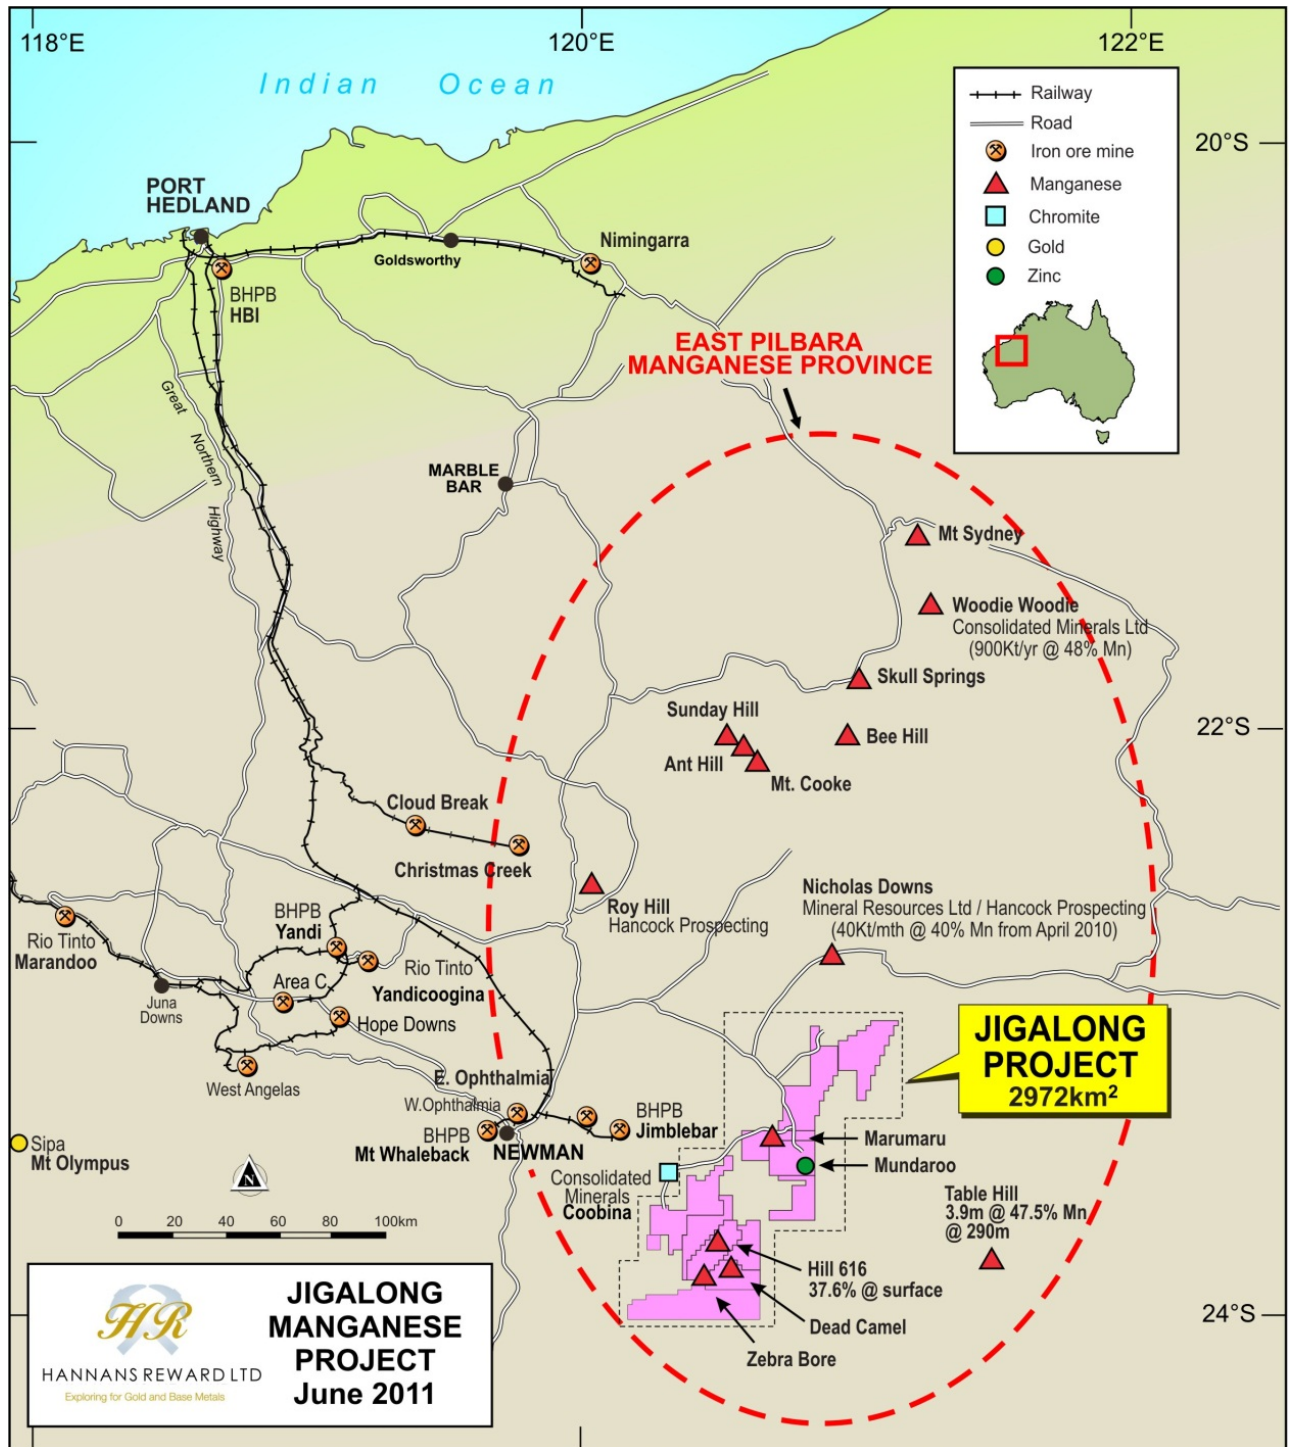 118°E
120°E
122°E
Indian Ocean
Railway
Road
Iron ore mine
Manganese
Chromite
Gold
Zinc
20°S
PORT
HEDLAND
Goldsworthy
Nimingarra
BHPB
HBI
EAST PILBARA
MANGANESE PROVINCE
Great Northern Highway
MARBLE
BAR
Mt Sydney
Woodie Woodie
Consolidated Minerals Ltd
(900Kt/yr @ 48% Mn)
Skull Springs
Sunday Hill
Bee Hill
22°S
Ant Hill
Mt. Cooke
Cloud Break
Christmas Creek
Roy Hill
Hancock Prospecting
Nicholas Downs
Mineral Resources Ltd / Hancock Prospecting
(40Kt/mth @ 40% Mn from April 2010)
BHPB
Yandi
Rio Tinto
Marandoo
Rio Tinto
Yandicoogina
Area C
Juna
Downs
Hope Downs
West Angelas
JIGALONG
PROJECT
2972km²
E. Ophthalmia
W.Ophthalmia
BHPB
Mt Whaleback
NEWMAN
BHPB
Jimblebar
Marumaru
Mundaroo
Sipa
Mt Olympus
N
Consolidated
Minerals
Coobina
Table Hill
3.9m @ 47.5% Mn
@ 290m
0 20 40 60 80 100km
Hill 616
37.6% @ surface
Dead Camel
Zebra Bore
24°S
HR
HANNANS REWARD LTD
Exploring for Gold and Base Metals
JIGALONG
MANGANESE
PROJECT
June 2011